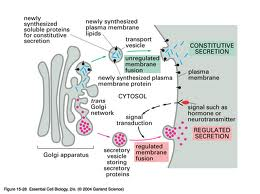 newly synthesized
soluble proteins
for constitutive
secretion
newly synthesized
plasma membrane
lipids
transport
vesicle
CONSTITUTIVE
SECRETION
unregulated
membrane
fusion
plasma
membrane
newly synthesized
plasma membrane protein
CYTOSOL
trans
Golgi
network
signal
transduction
signal such as
hormone or
neurotransmitter
REGULATED
SECRETION
regulated
membrane
fusion
Golgi apparatus
secretory
vesicle
storing
secretory
proteins
Figure 15-28 Essential Cell Biology, 2/e. (© 2004 Garland Science)